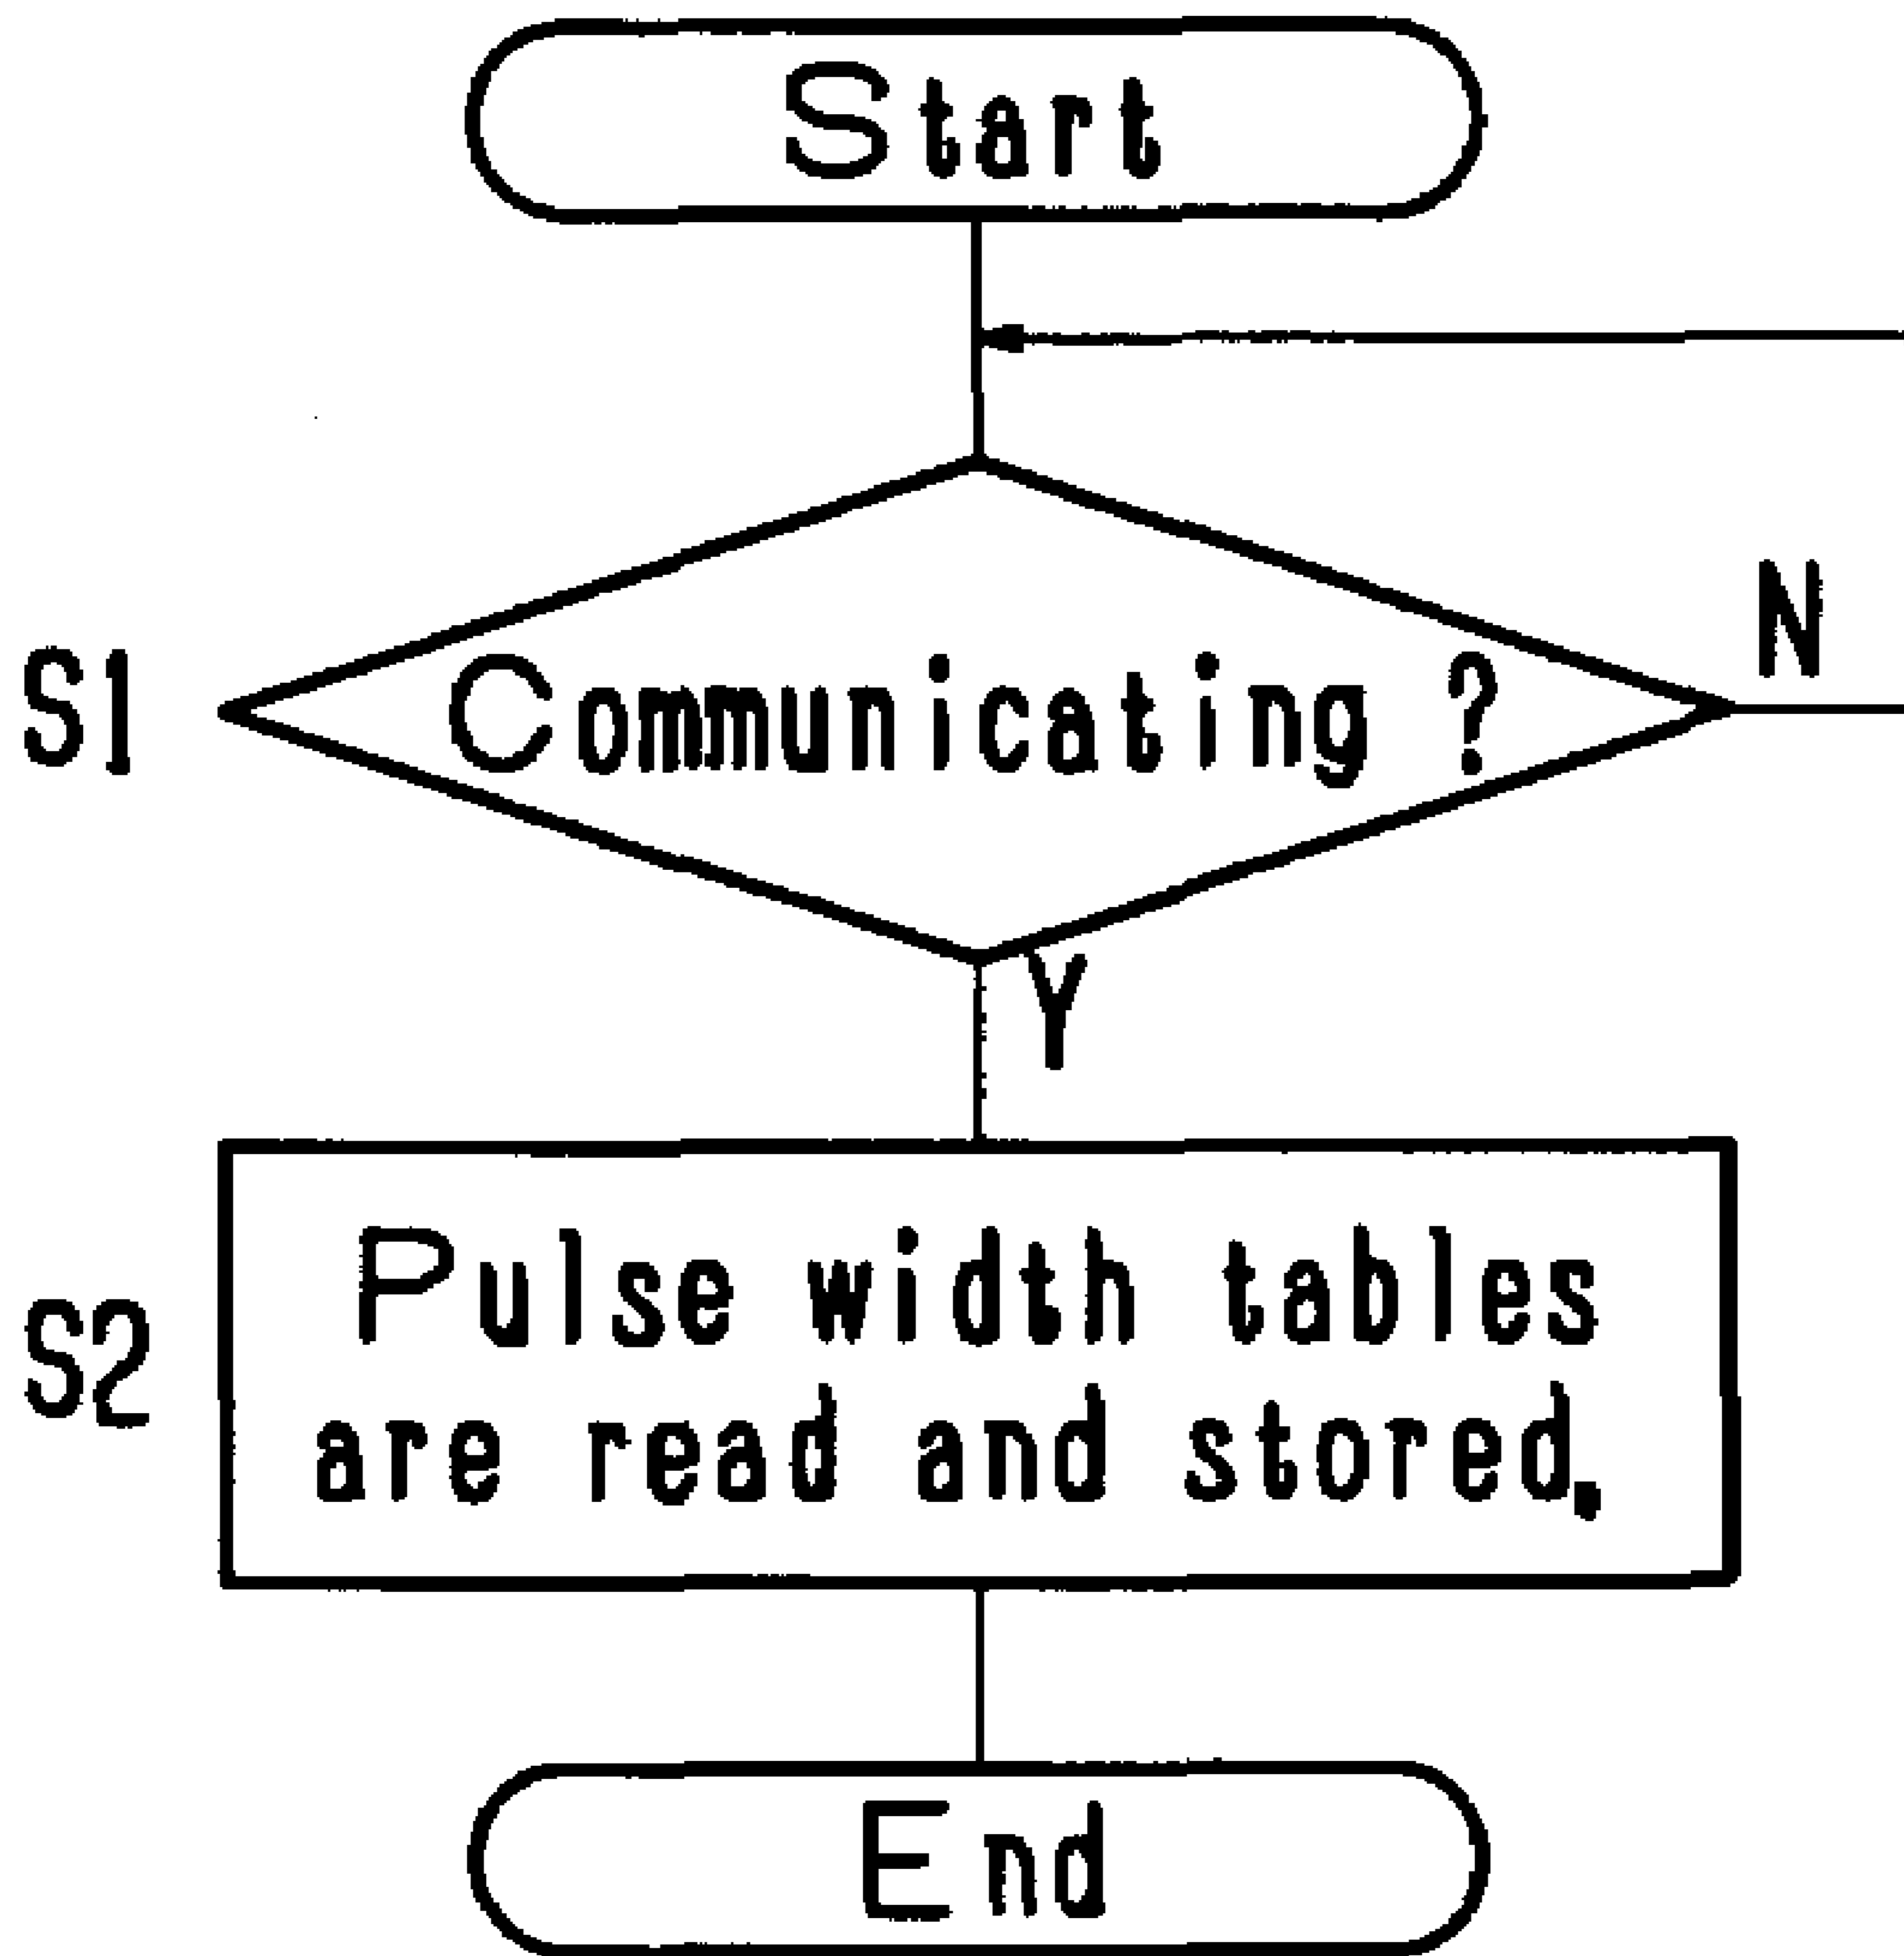 Start
N
S1
Communicating ?
Y
S2
Pulse width tables
are read and stored.
End